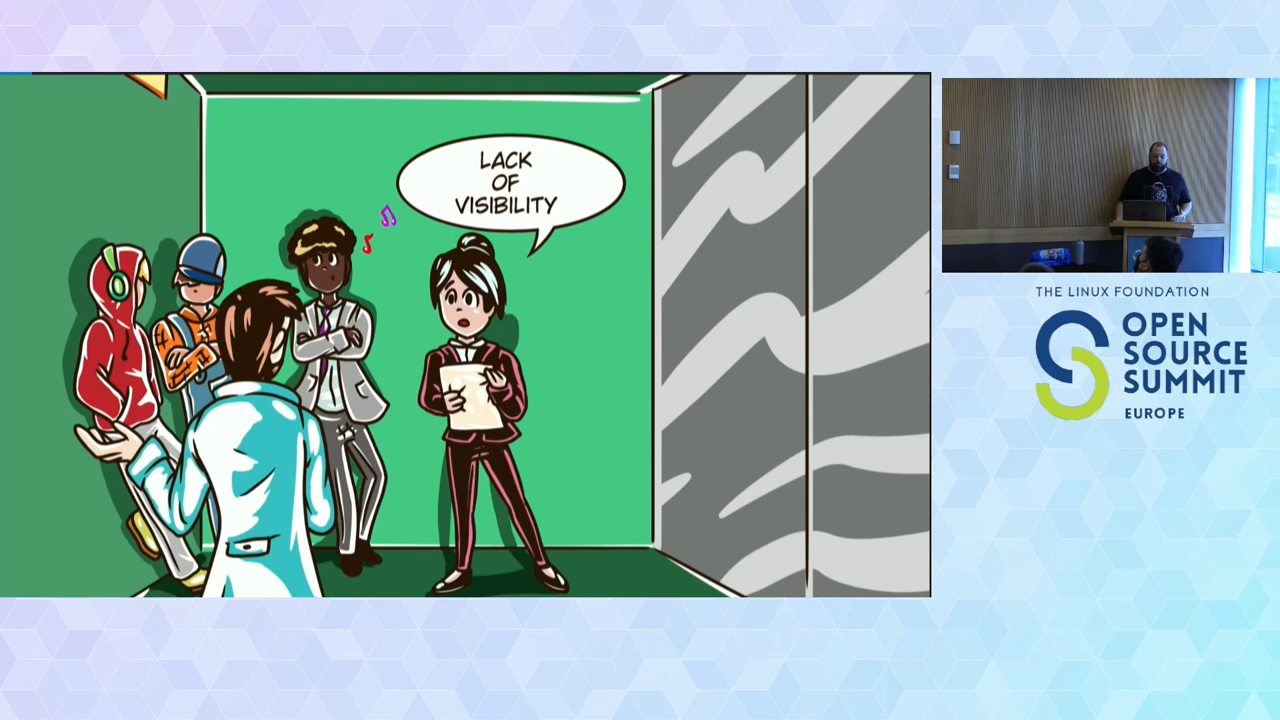 LACK
OF
VISIBILITY
THE LINUX FOUNDATION
OPEN
SOURCE
SUMMIT
EUROPE